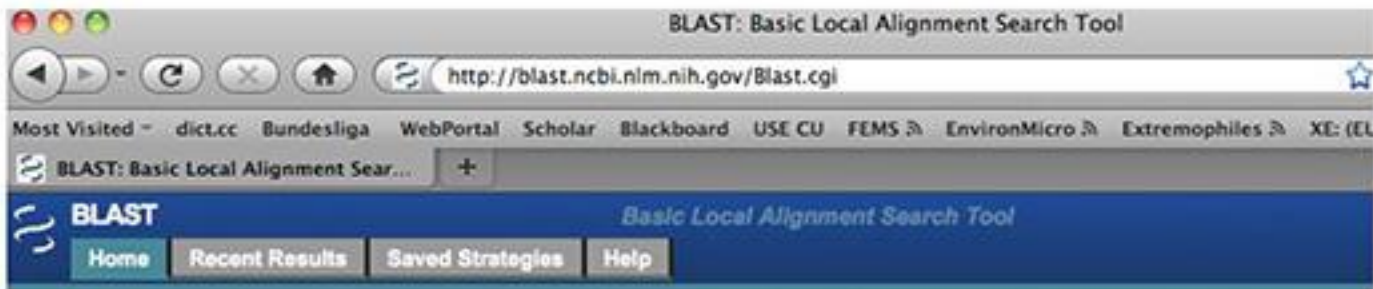 BLAST: Basic Local Alignment Search Tool
http://blast.ncbi.nlm.nih.gov/Blast.cgi
Most Visited dict.cc Bundesliga WebPortal Scholar Blackboard USE CU FEMS EnvironMicro Extremophiles XE: (EU
BLAST: Basic Local Alignment Sear... +
BLAST Basic Local Alignment Search Tool
Home Recent Results Saved Strategies Help